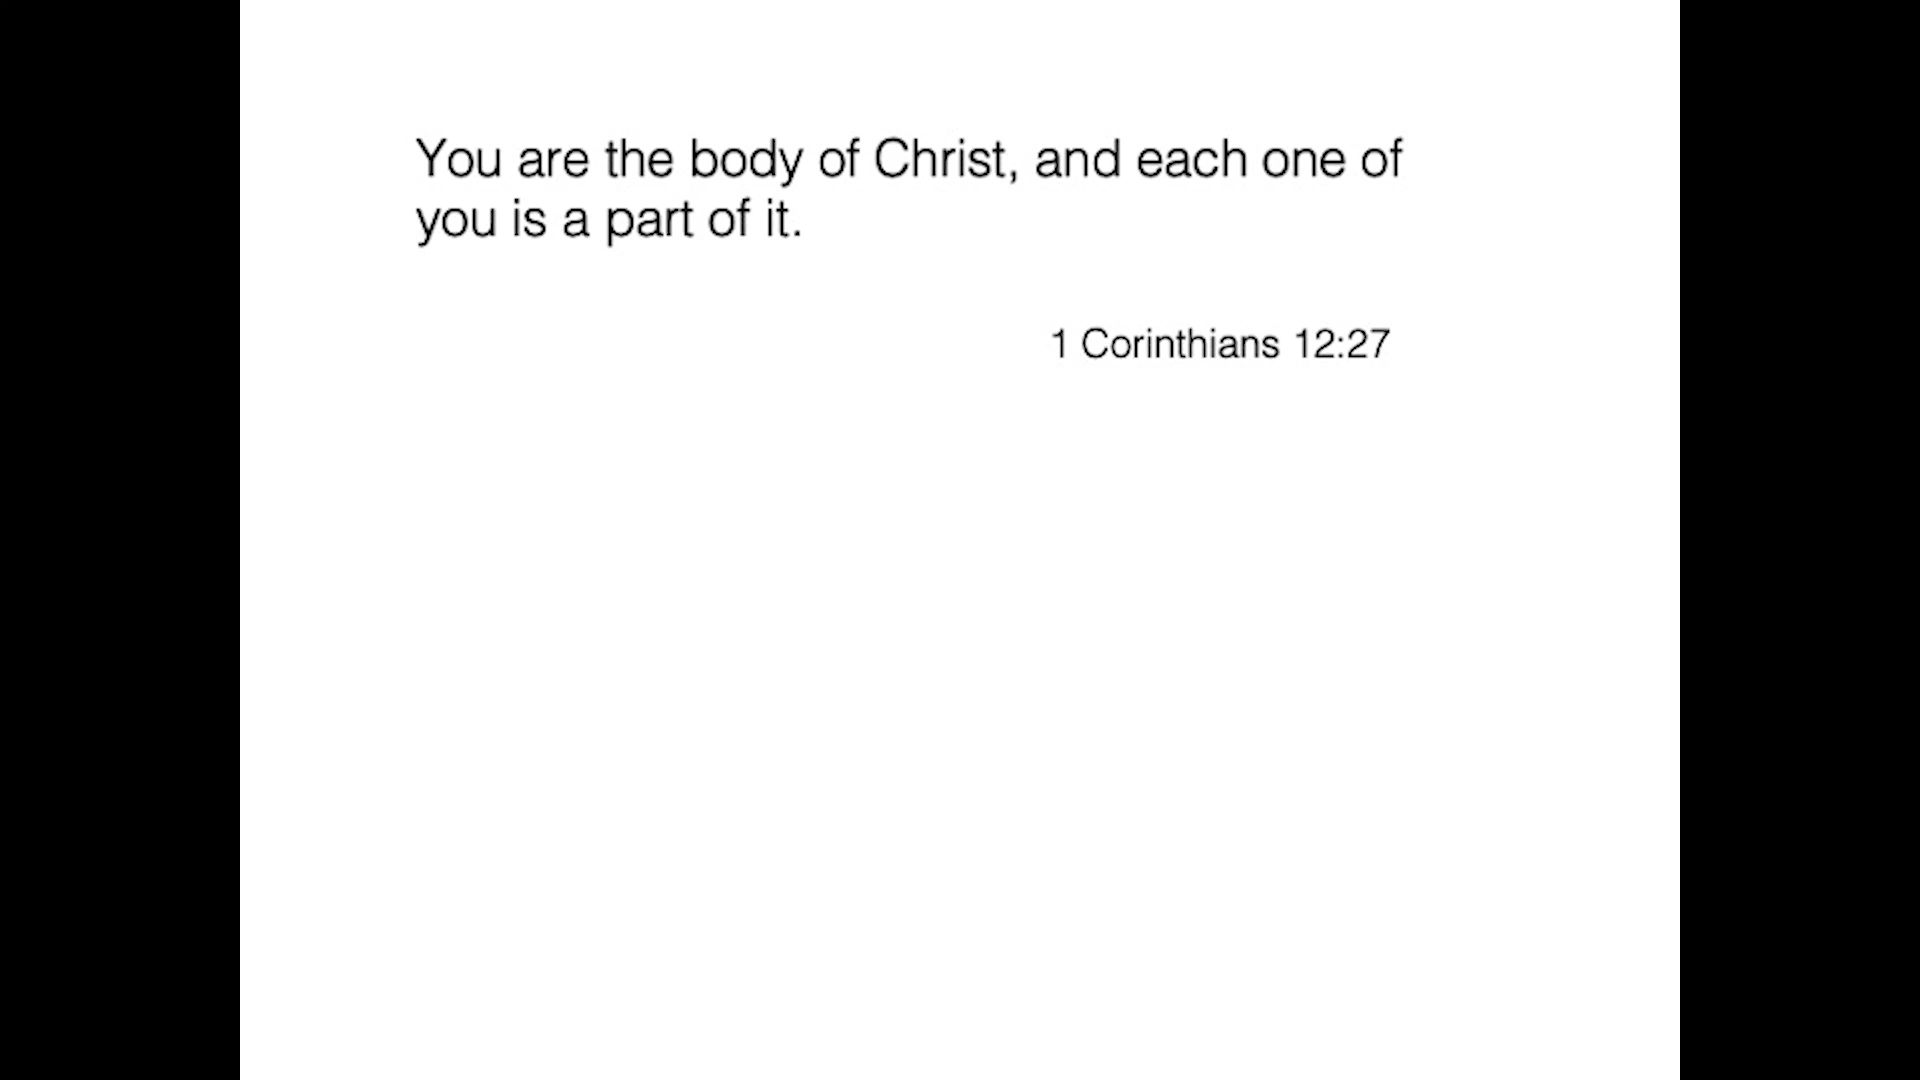 You are the body of Christ, and each one of
you is a part of it.
1 Corinthians 12:27